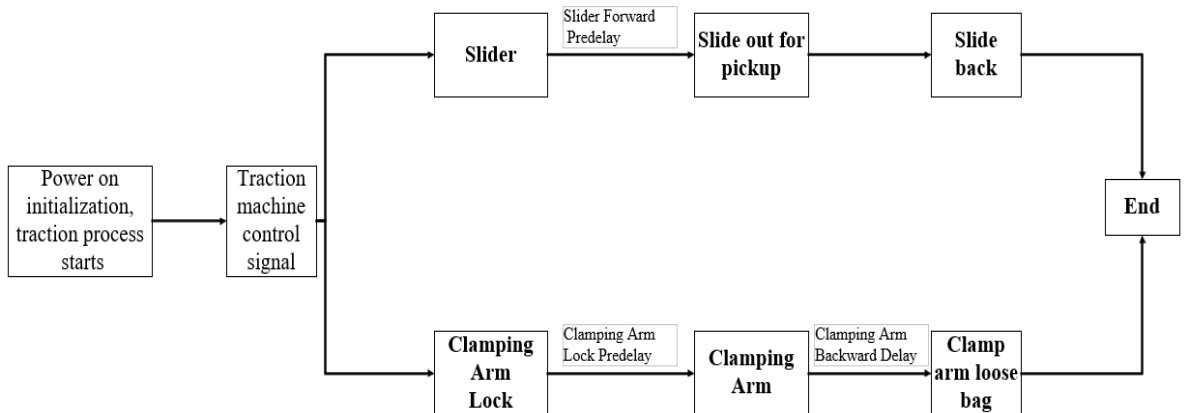 Slider
Slider Forward
Predelay
Slide out for
pickup
Slide
back
Power on
initialization,
traction process
starts
Traction
machine
control
signal
End
Clamping
Arm
Lock
Clamping Arm
Lock Predelay
Clamping
Arm
Clamping Arm
Backward Delay
Clamp
arm loose
bag